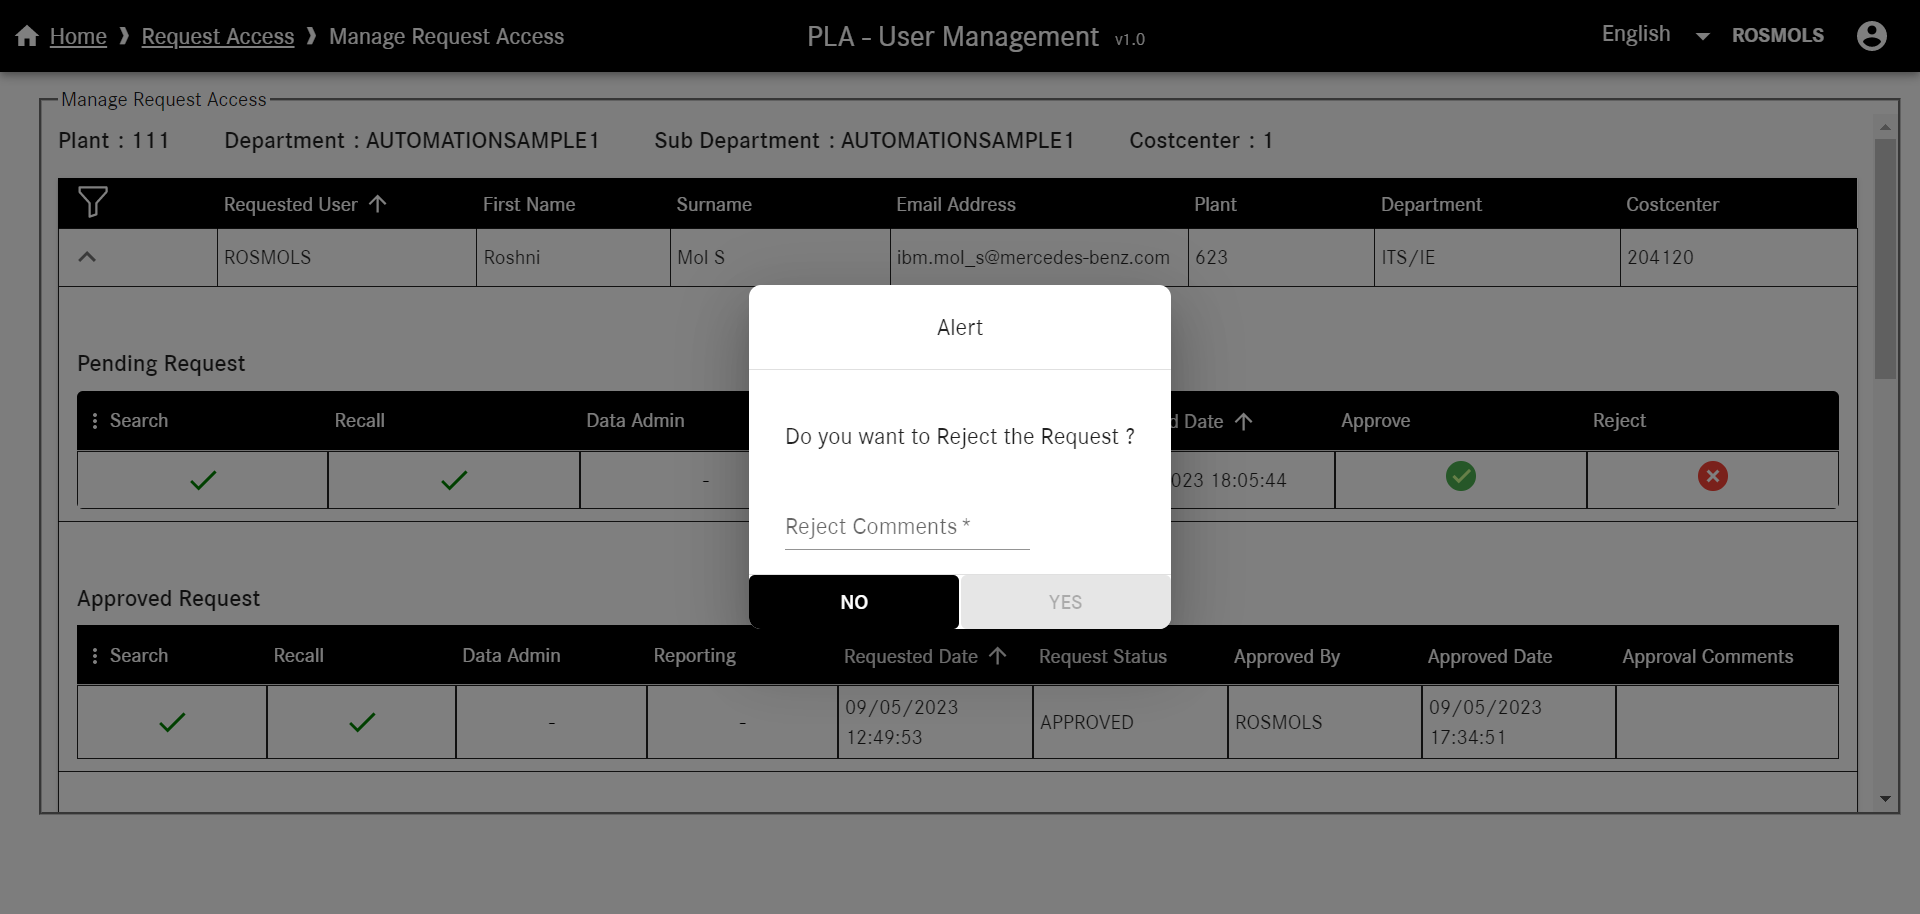 Home ❱ Request Access ❱ Manage Request Access
PLA - User Management v1.0
English ROSMOLS
Manage Request Access
Plant : 111 Department : AUTOMATIONSAMPLE1 Sub Department : AUTOMATIONSAMPLE1 Costcenter : 1
Requested User First Name Surname Email Address Plant Department Costcenter
ROSMOLS Roshni Mol S ibm.mol_s@mercedes-benz.com 623 ITS/IE 204120
Alert
Do you want to Reject the Request ?
Reject Comments *
NO YES
Pending Request
Search Recall Data Admin Date Approve Reject
- 023 18:05:44
Approved Request
Search Recall Data Admin Reporting Requested Date Request Status Approved By Approved Date Approval Comments
- - 09/05/2023 12:49:53 APPROVED ROSMOLS 09/05/2023 17:34:51